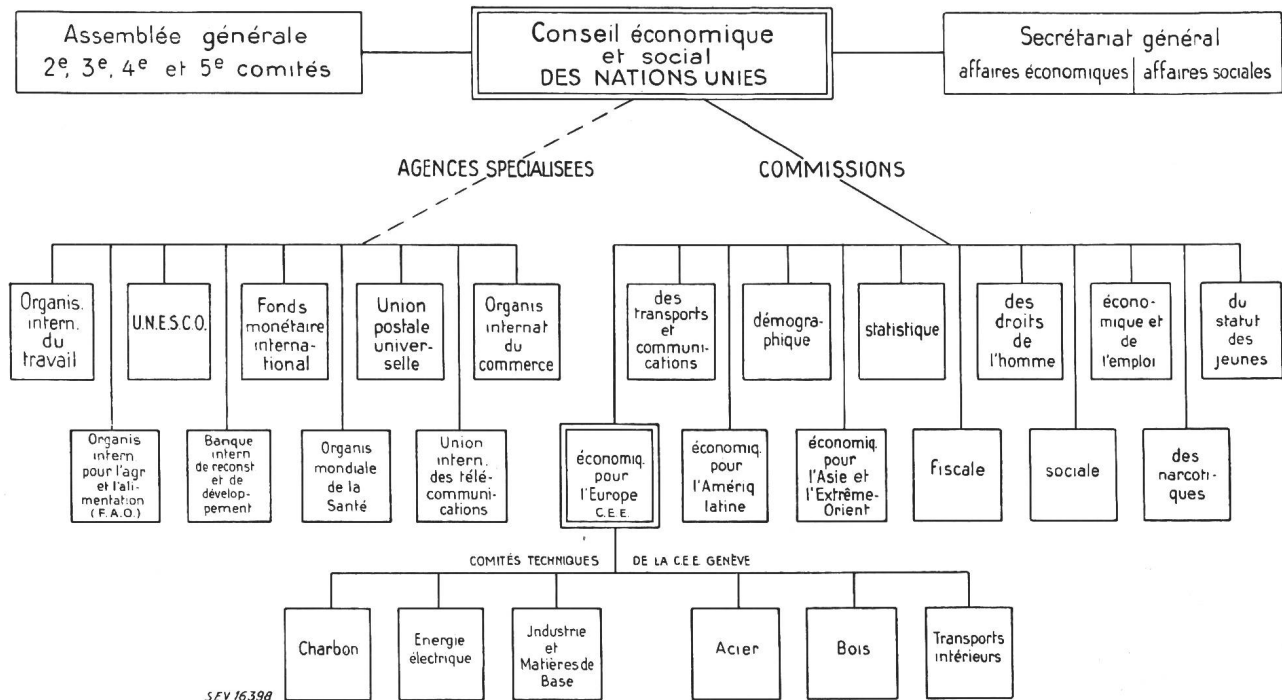 Assemblée générale
2e, 3e, 4e et 5e comités
Conseil économique
et social
DES NATIONS UNIES
Secrétariat général
affaires économiques
affaires sociales
AGENCES SPECIALISEES
COMMISSIONS
Organis.
intern.
du
travail
U.N.E.S.C.O.
Fonds
monétaire
interna-
tional
Union
postale
univer-
selle
Organis
internat
du
commerce
des
transports
et
communi-
cations
démogra-
phique
statistique
des
droits
de
l'homme
écono-
mique et
de
l'emploi
du
statut
des
jeunes
Organis
intern
pour l'agr
et l'ali-
mentation
(F.A.O.)
Banque
intern
de reconst
et de
dévelop-
pement
Organis
mondiale
de la
Santé
Union
intern.
des télé-
communi-
cations
économiq.
pour
l'Europe
C.E.E.
économiq.
pour
l'Amériq
latine
économiq.
pour
l'Asie et
l'Extrême-
Orient
fiscale
sociale
des
narcoti-
ques
COMITÉS TECHNIQUES DE LA C.E.E. GENÈVE
Charbon
Energie
électrique
Industrie
et
Matières de
Base
Acier
Bois
Transports
intérieurs
SEV 16398